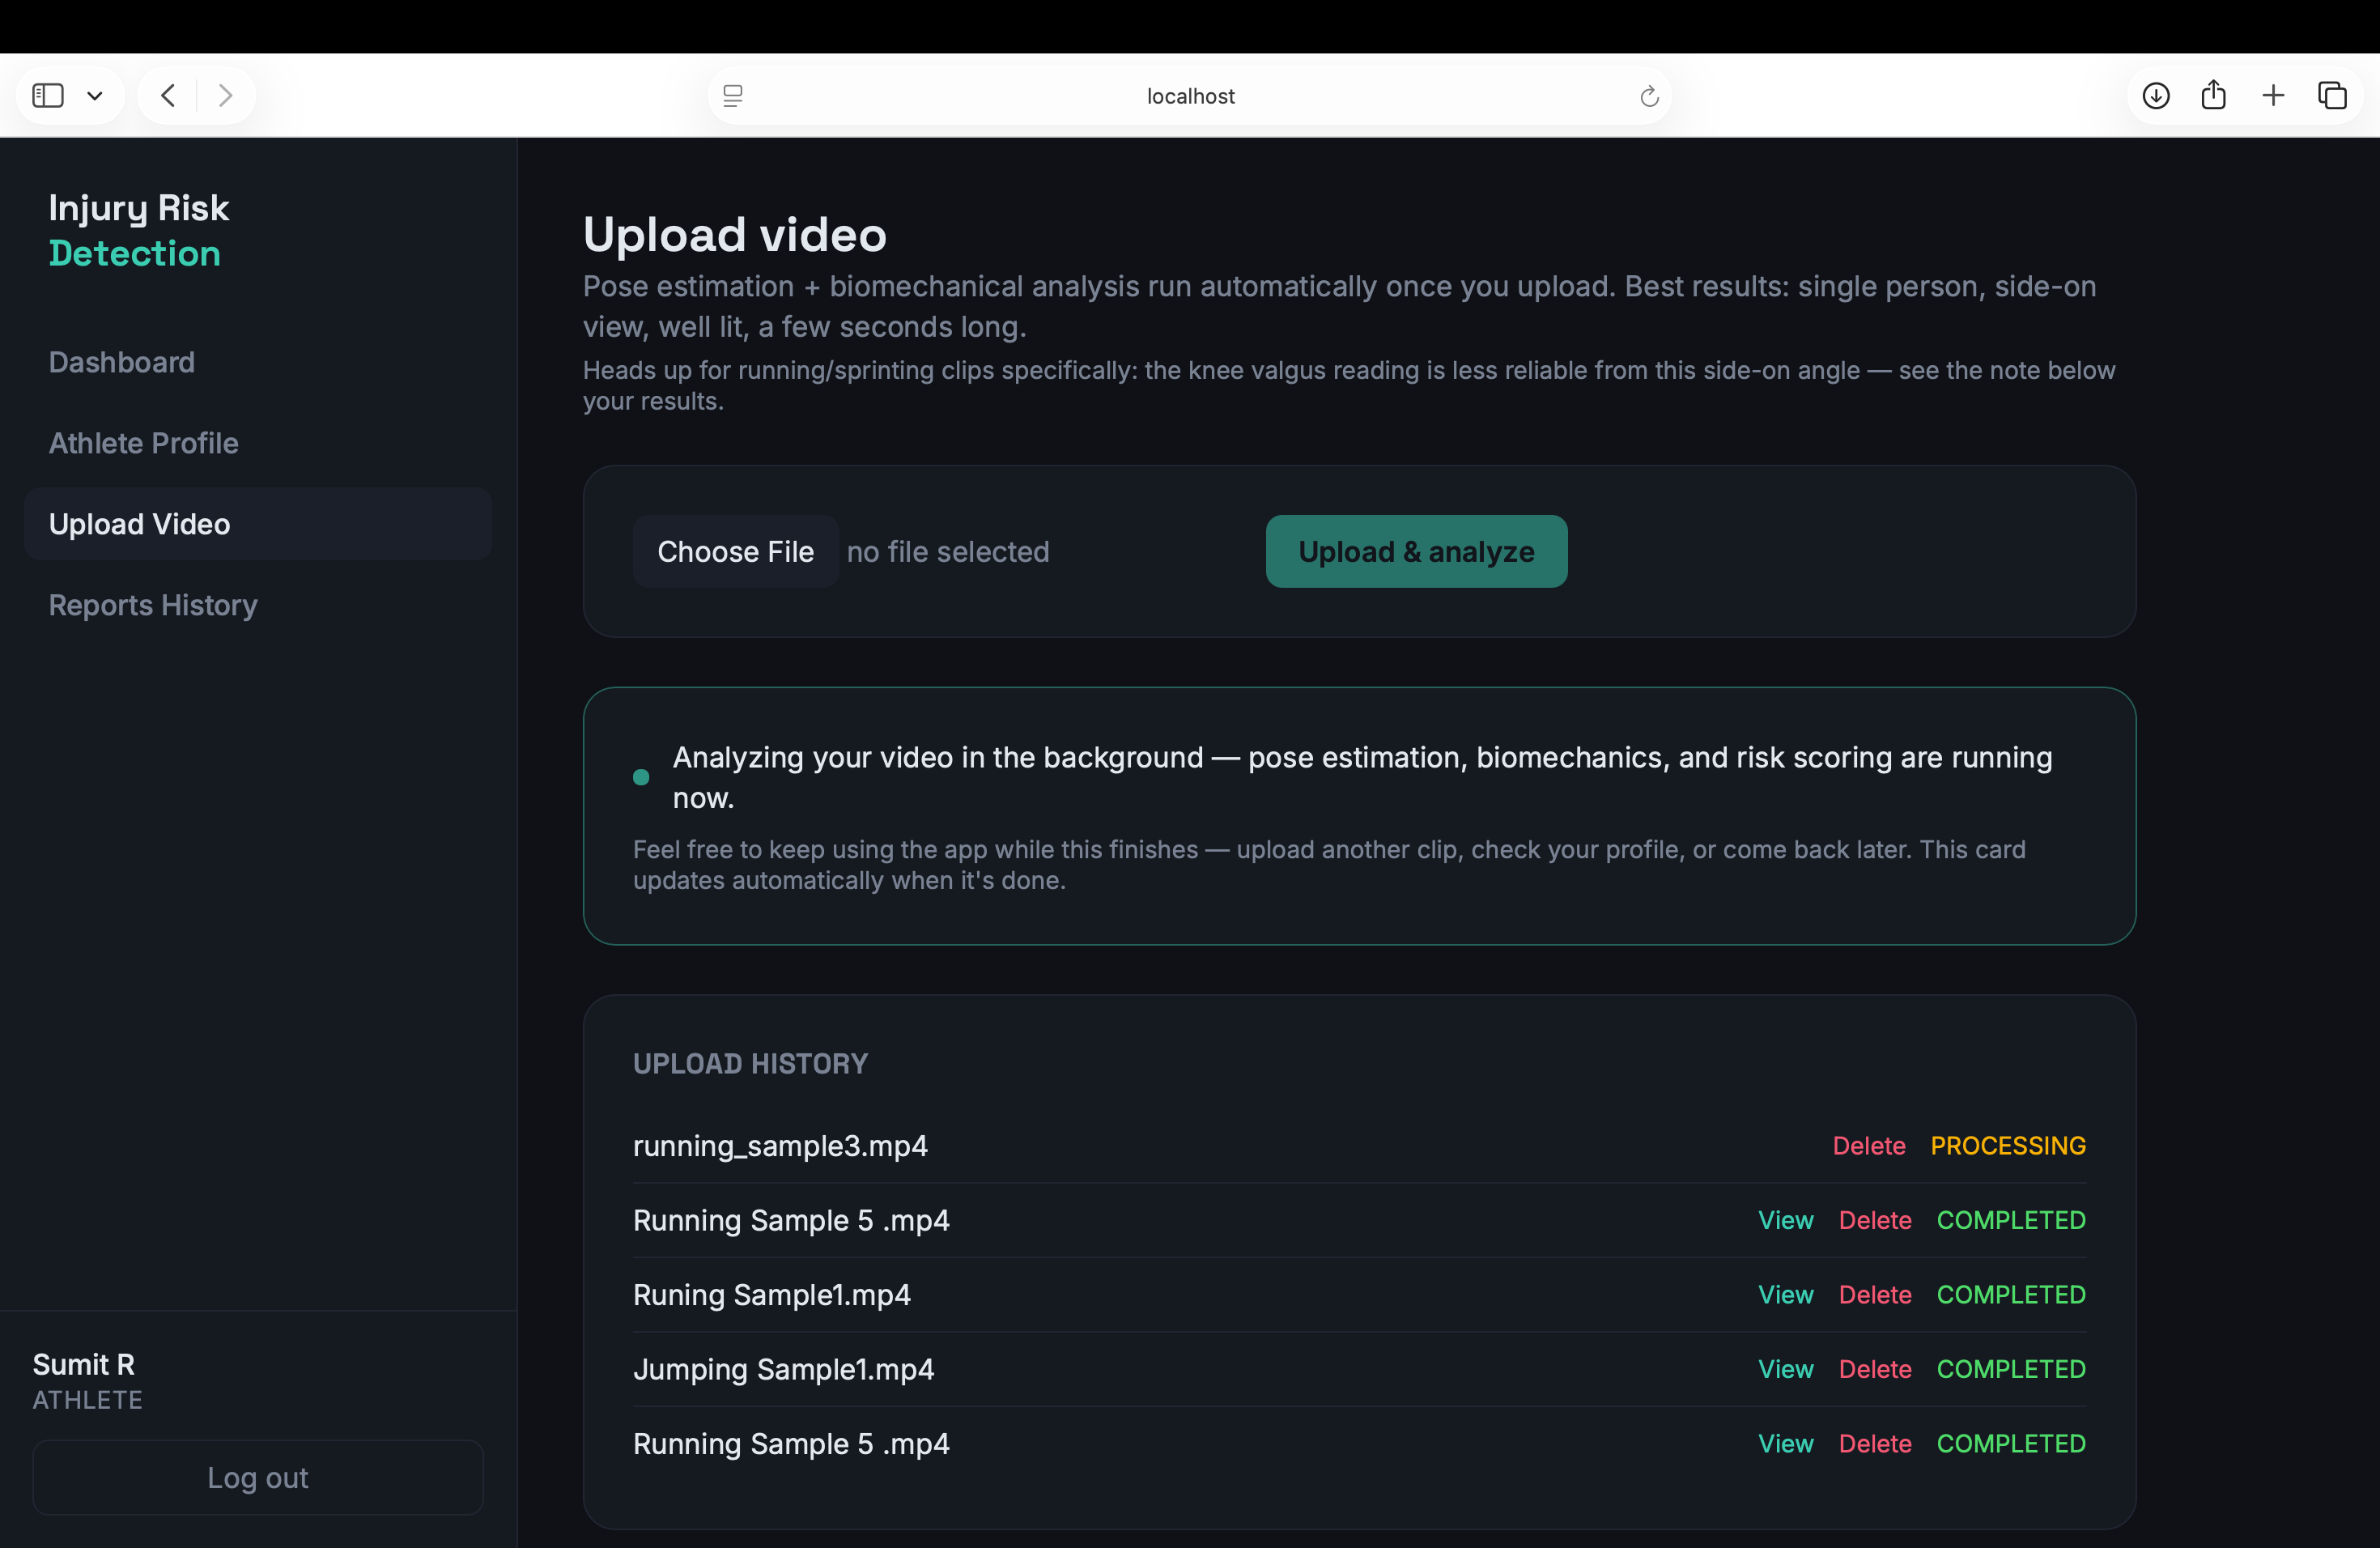 localhost
Injury Risk
Detection
Dashboard
Athlete Profile
Upload Video
Reports History
Sumit R
ATHLETE
Log out
Upload video
Pose estimation + biomechanical analysis run automatically once you upload. Best results: single person, side-on
view, well lit, a few seconds long.
Heads up for running/sprinting clips specifically: the knee valgus reading is less reliable from this side-on angle — see the note below
your results.
Choose File no file selected Upload & analyze
Analyzing your video in the background — pose estimation, biomechanics, and risk scoring are running
now.
Feel free to keep using the app while this finishes — upload another clip, check your profile, or come back later. This card
updates automatically when it's done.
UPLOAD HISTORY
running_sample3.mp4 Delete PROCESSING
Running Sample 5 .mp4 View Delete COMPLETED
Runing Sample1.mp4 View Delete COMPLETED
Jumping Sample1.mp4 View Delete COMPLETED
Running Sample 5 .mp4 View Delete COMPLETED